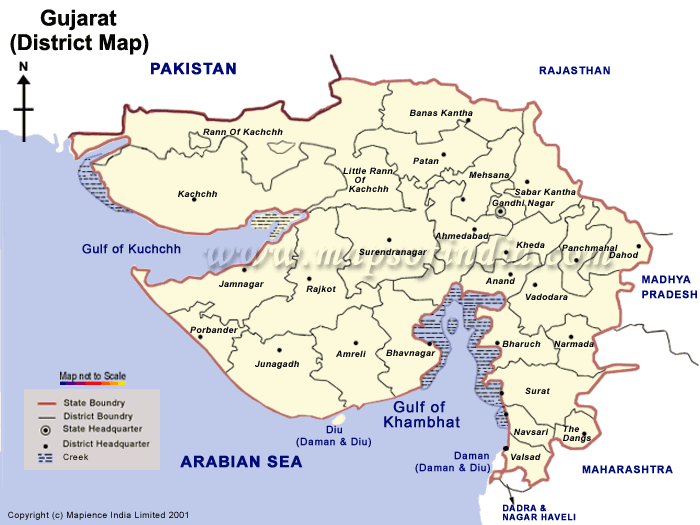 Gujarat
(District Map)
N
PAKISTAN
RAJASTHAN
Banas Kantha
Rann Of Kachchh
Patan
Mehsana
Little Rann
Of
Kachchh
Kachchh
Sabar Kantha
Gandhi Nagar
Ahmedabad
Gulf of Kuchchh
Surendranagar
Kheda
Panchmahal
Dahod
www.mapsofindia.com
Jamnagar
Rajkot
Anand
Vadodara
MADHYA
PRADESH
Porbander
Junagadh
Amreli
Bhavnagar
Bharuch
Narmada
Map not to Scale
State Boundry
District Boundry
State Headquarter
District Headquarter
Creek
Surat
Gulf of
Khambhat
Diu
(Daman & Diu)
Navsari
The
Dangs
Valsad
Daman
(Daman & Diu)
ARABIAN SEA
MAHARASHTRA
DADRA &
NAGAR HAVELI
Copyright (c) Mapience India Limited 2001